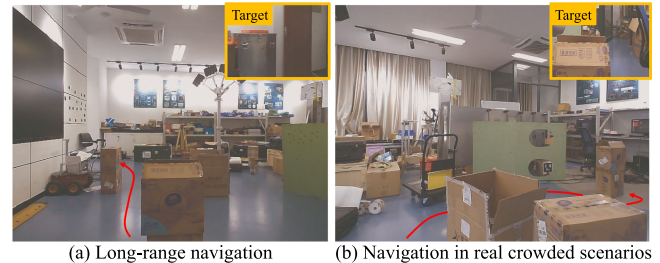 Target
Target
(a) Long-range navigation
(b) Navigation in real crowded scenarios